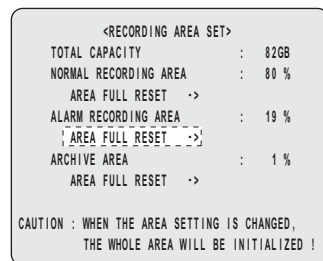 <RECORDING AREA SET>
TOTAL CAPACITY : 82GB
NORMAL RECORDING AREA : 80 %
AREA FULL RESET ->
ALARM RECORDING AREA : 19 %
AREA FULL RESET ->
ARCHIVE AREA : 1 %
AREA FULL RESET ->
CAUTION : WHEN THE AREA SETTING IS CHANGED,
THE WHOLE AREA WILL BE INITIALIZED !